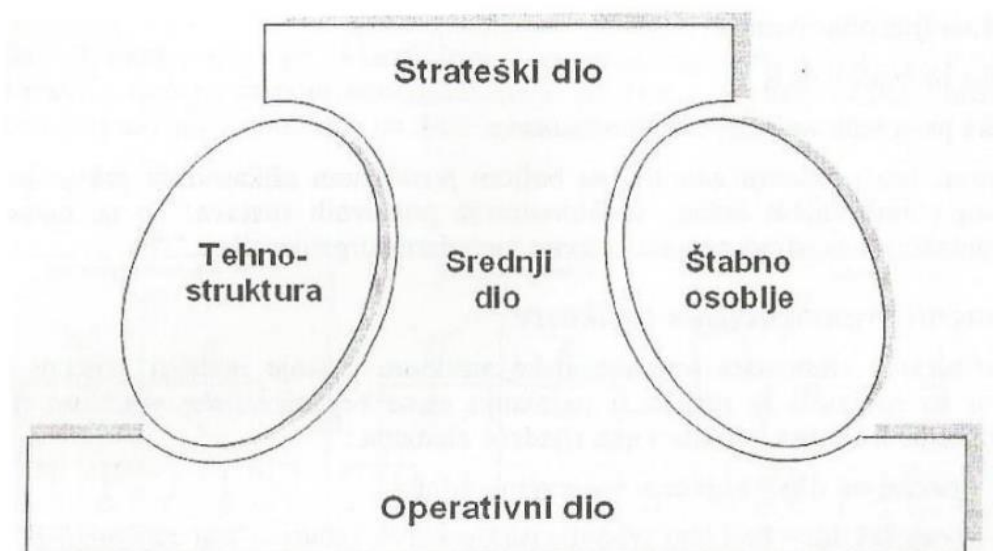 Strateški dio
Tehno-
struktura
Srednji
dio
Štabno
osoblje
Operativni dio